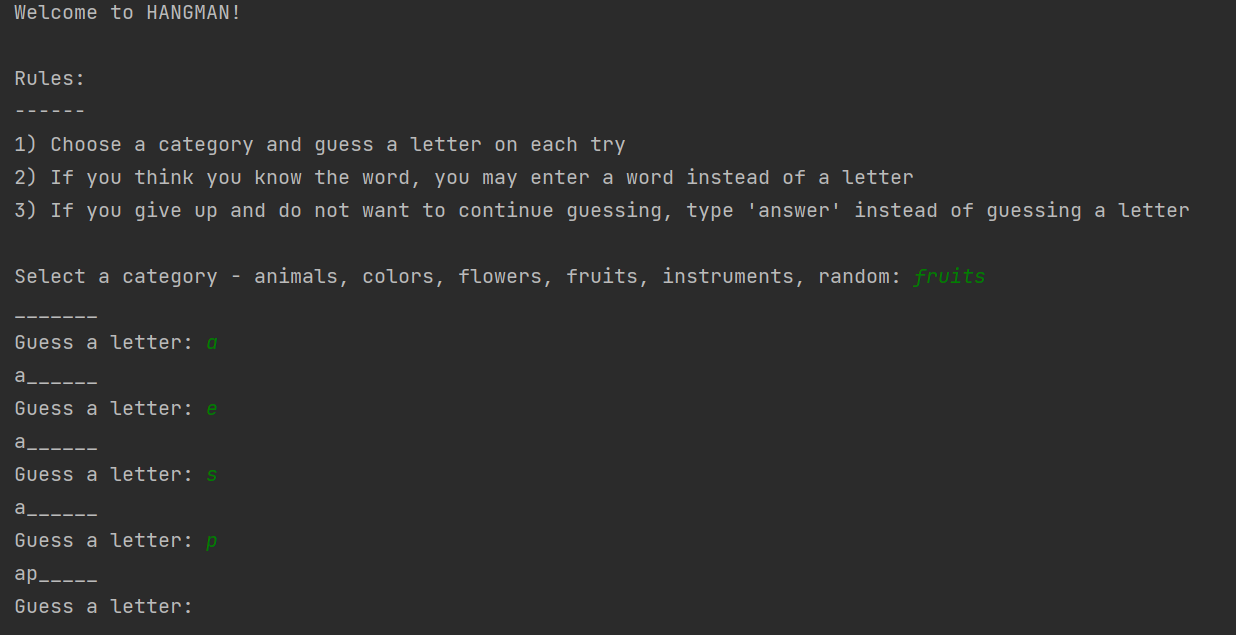 Welcome to HANGMAN!
Rules:
------
1) Choose a category and guess a letter on each try
2) If you think you know the word, you may enter a word instead of a letter
3) If you give up and do not want to continue guessing, type 'answer' instead of guessing a letter
Select a category - animals, colors, flowers, fruits, instruments, random: fruits
_______
Guess a letter: a
a______
Guess a letter: e
a______
Guess a letter: s
a______
Guess a letter: p
ap_____
Guess a letter: